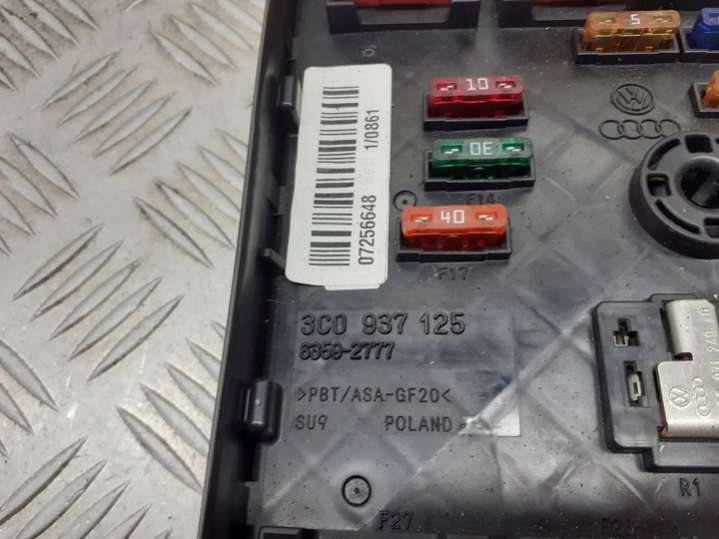 5
10
30
F14
40
F17
07256648
1/0861
3C0 937 125
6359-2777
>PBT/ASA-GF20<
SU9 POLAND
R1
F27